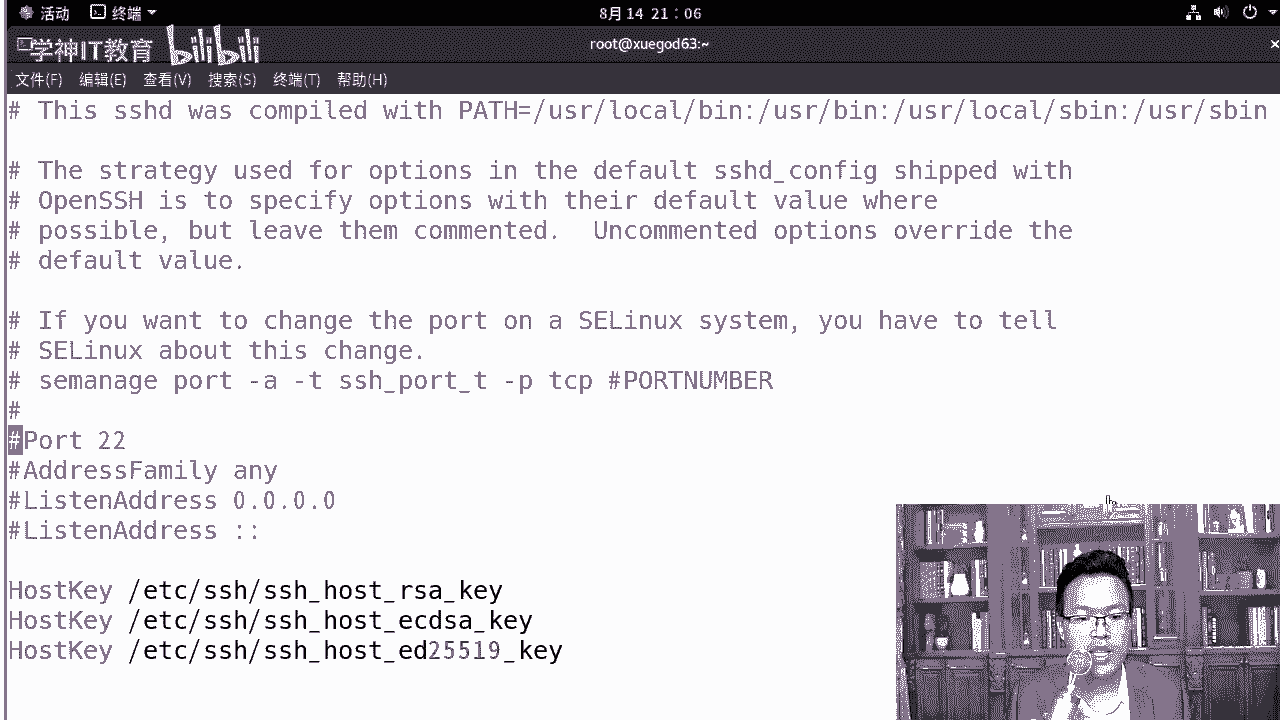 活动 终端 8月14 21：06
学神IT教育 bilibili root@xuegod63:~
文件(F) 编辑(E) 查看(V) 搜索(S) 终端(T) 帮助(H)
# This sshd was compiled with PATH=/usr/local/bin:/usr/bin:/usr/local/sbin:/usr/sbin
# The strategy used for options in the default sshd_config shipped with
# OpenSSH is to specify options with their default value where
# possible, but leave them commented.  Uncommented options override the
# default value.
# If you want to change the port on a SELinux system, you have to tell
# SELinux about this change.
# semanage port -a -t ssh_port_t -p tcp #PORTNUMBER
#
#Port 22
#AddressFamily any
#ListenAddress 0.0.0.0
#ListenAddress ::
HostKey /etc/ssh/ssh_host_rsa_key
HostKey /etc/ssh/ssh_host_ecdsa_key
HostKey /etc/ssh/ssh_host_ed25519_key